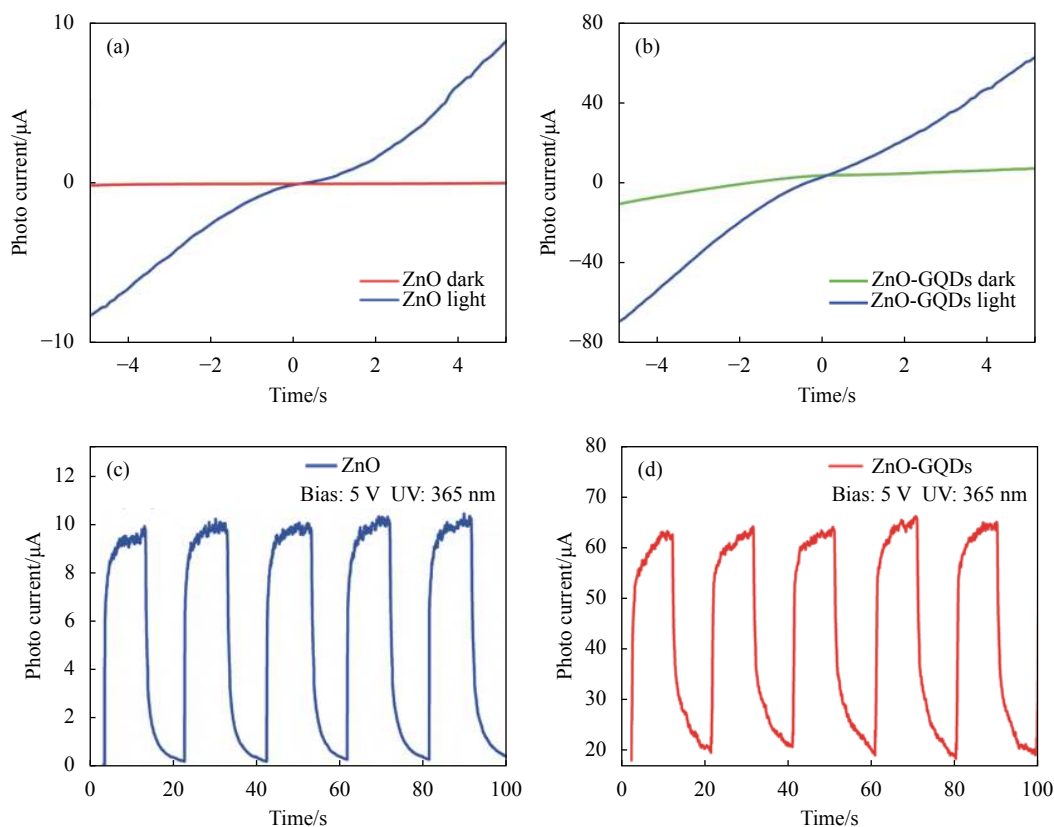 (a)
10
0
−10
Photo current/μA
ZnO dark
ZnO light
−4 −2 0 2 4
Time/s
(b)
80
40
0
−40
−80
Photo current/μA
ZnO-GQDs dark
ZnO-GQDs light
−4 −2 0 2 4
Time/s
(c)
12
10
8
6
4
2
0
Photo current/μA
ZnO
Bias: 5 V UV: 365 nm
0 20 40 60 80 100
Time/s
(d)
80
70
60
50
40
30
20
Photo current/μA
ZnO-GQDs
Bias: 5 V UV: 365 nm
0 20 40 60 80 100
Time/s